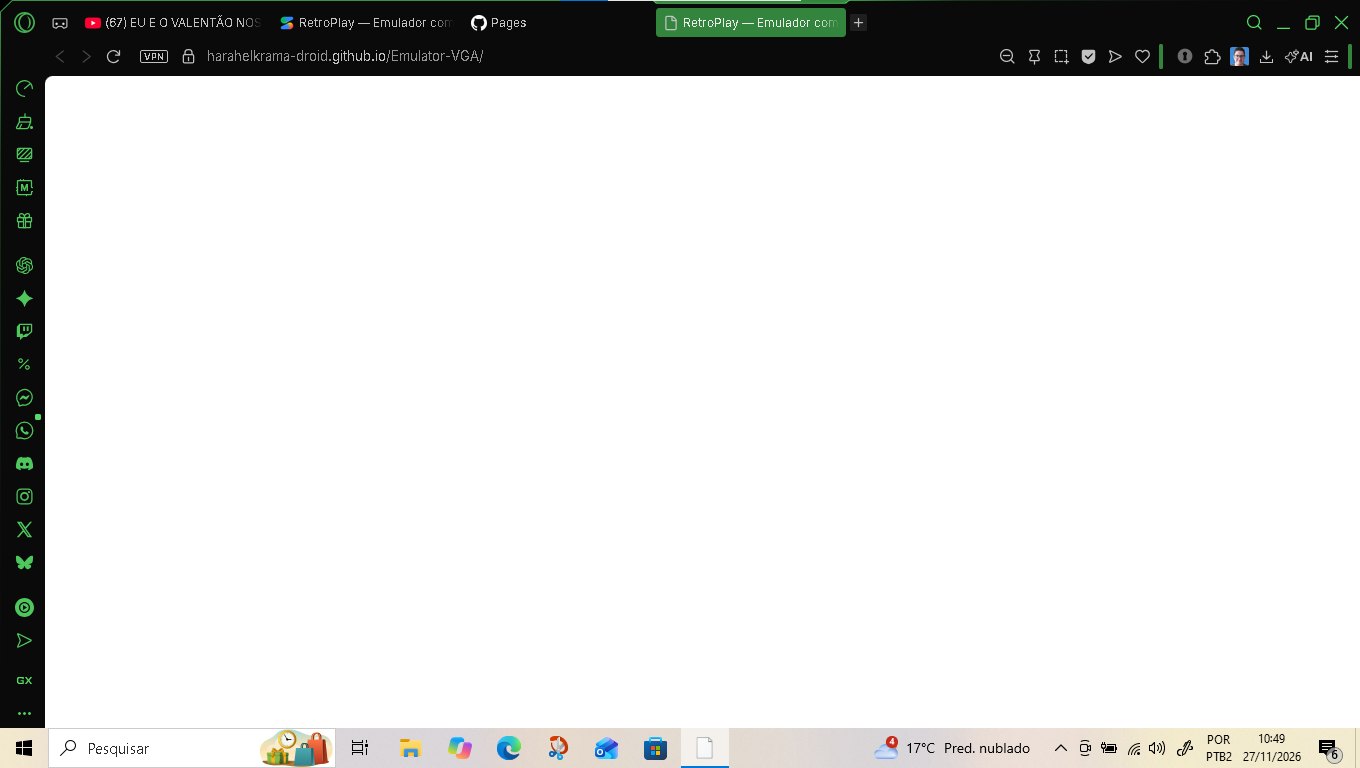 (67) EU E O VALENTÃO NOS
RetroPlay — Emulador com
Pages
RetroPlay — Emulador com
VPN
harahelkrama-droid.github.io/Emulator-VGA/
AI
M
GX
Pesquisar
4
17°C Pred. nublado
POR
PTB2
10:49
27/11/2026
6